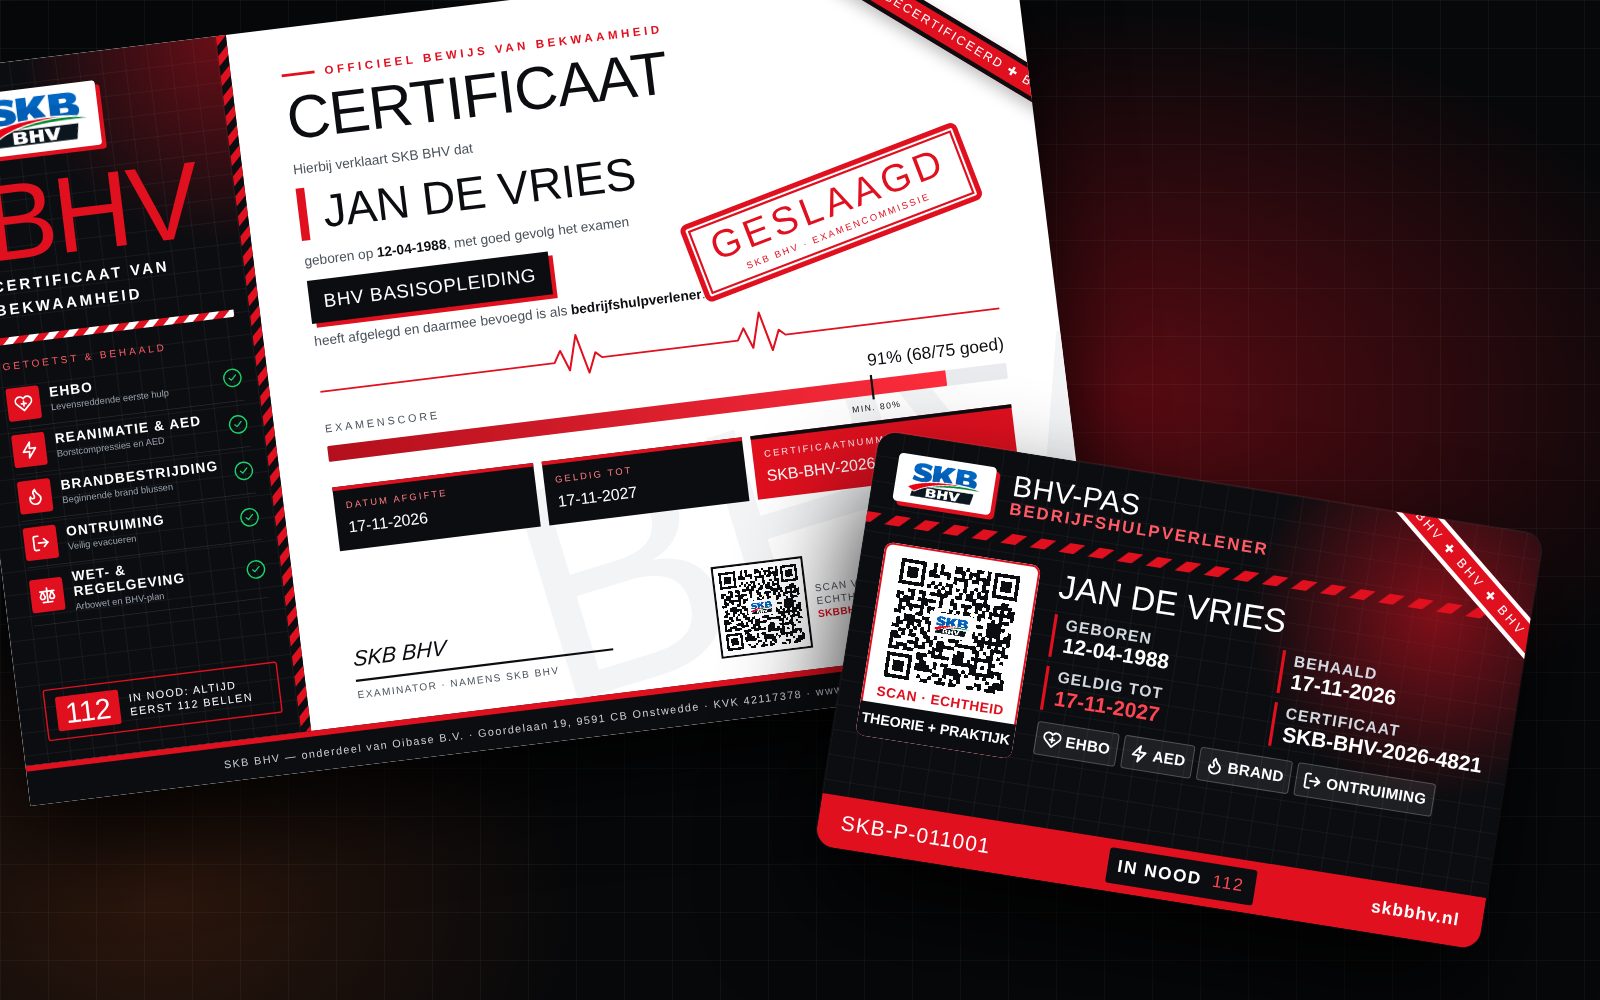 OFFICIEEL BEWIJS VAN BEKWAAMHEID
CERTIFICAAT
Hierbij verklaart SKB BHV dat
JAN DE VRIES
geboren op 12-04-1988, met goed gevolg het examen
BHV BASISOPLEIDING
heeft afgelegd en daarmee bevoegd is als bedrijfshulpverlener.
GECERTIFICEERD
GESLAAGD
SKB BHV · EXAMENCOMMISSIE
SKB
BHV
BHV
CERTIFICAAT VAN
BEKWAAMHEID
GETOETST & BEHAALD
EHBO
Levensreddende eerste hulp
REANIMATIE & AED
Borstcompressies en AED
BRANDBESTRIJDING
Beginnende brand blussen
ONTRUIMING
Veilig evacueren
WET- &
REGELGEVING
Arbowet en BHV-plan
112
IN NOOD: ALTIJD
EERST 112 BELLEN
EXAMENSCORE
91% (68/75 goed)
MIN. 80%
DATUM AFGIFTE
17-11-2026
GELDIG TOT
17-11-2027
SKB-BHV-2026
SKB
BHV
SCAN
SKB BHV
EXAMINATOR · NAMENS SKB BHV
SKB BHV — onderdeel van Oibase B.V. · Goordelaan 19, 9591 CB Onstwedde · KVK 42117378 ·
SKB
BHV
BHV-PAS
BEDRIJFSHULPVERLENER
BHV ✚ BHV ✚ BHV
SKB
BHV
SCAN · ECHTHEID
THEORIE + PRAKTIJK
JAN DE VRIES
GEBOREN
12-04-1988
BEHAALD
17-11-2026
GELDIG TOT
17-11-2027
CERTIFICAAT
SKB-BHV-2026-4821
EHBO
AED
BRAND
ONTRUIMING
SKB-P-011001
IN NOOD 112
skbbhv.nl